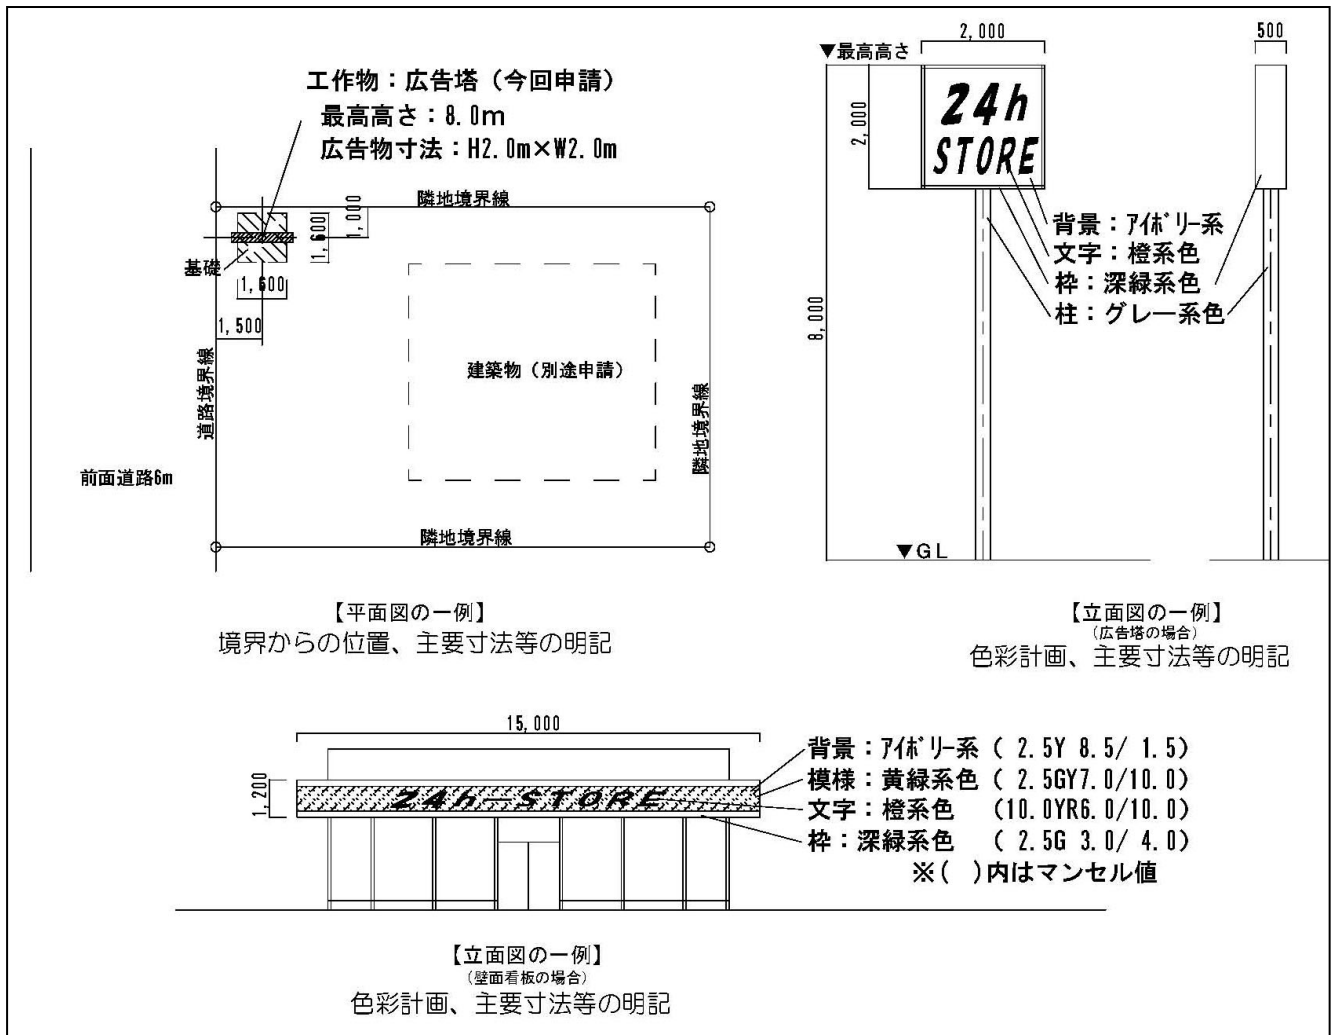 工作物：広告塔（今回申請）
最高高さ：8.0m
広告物寸法：H2.0m×W2.0m
隣地境界線
1,000
1,600
基礎
1,600
1,500
道路境界線
建築物（別途申請）
隣地境界線
前面道路6m
隣地境界線
【平面図の一例】
境界からの位置、主要寸法等の明記
2,000
500
▼最高高さ
2,000
24h
STORE
背景：ｱｲﾎﾞﾘｰ系
文字：橙系色
枠：深緑系色
柱：グレー系色
8,000
▼GL
【立面図の一例】
（広告塔の場合）
色彩計画、主要寸法等の明記
15,000
1,200
24h-STORE
背景：ｱｲﾎﾞﾘｰ系 ( 2.5Y 8.5/ 1.5)
模様：黄緑系色 ( 2.5GY7.0/10.0)
文字：橙系色 (10.0YR6.0/10.0)
枠：深緑系色 ( 2.5G 3.0/ 4.0)
※( )内はマンセル値
【立面図の一例】
（壁面看板の場合）
色彩計画、主要寸法等の明記